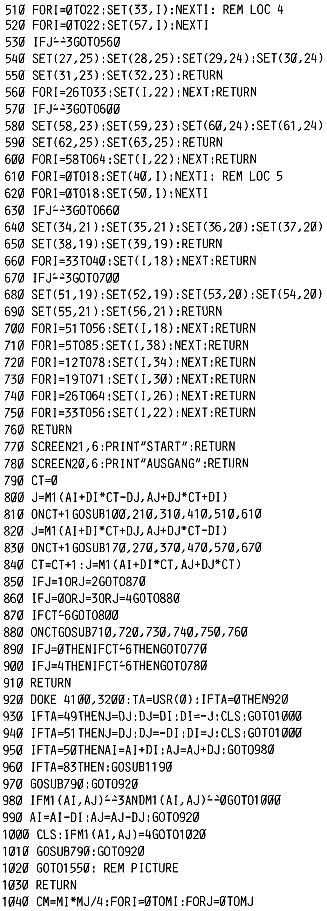 510 FORI=0TO22:SET(33,I):NEXTI: REM LOC 4
520 FORI=0TO22:SET(57,I):NEXTI
530 IFJ<>3GOTO560
540 SET(27,25):SET(28,25):SET(29,24):SET(30,24)
550 SET(31,23):SET(32,23):RETURN
560 FORI=26TO33:SET(I,22):NEXT:RETURN
570 IFJ<>3GOTO600
580 SET(58,23):SET(59,23):SET(60,24):SET(61,24)
590 SET(62,25):SET(63,25):RETURN
600 FORI=58TO64:SET(I,22):NEXT:RETURN
610 FORI=0TO18:SET(40,I):NEXTI: REM LOC 5
620 FORI=0TO18:SET(50,I):NEXTI
630 IFJ<>3GOTO660
640 SET(34,21):SET(35,21):SET(36,20):SET(37,20)
650 SET(38,19):SET(39,19):RETURN
660 FORI=33TO40:SET(I,18):NEXT:RETURN
670 IFJ<>3GOTO700
680 SET(51,19):SET(52,19):SET(53,20):SET(54,20)
690 SET(55,21):SET(56,21):RETURN
700 FORI=51TO56:SET(I,18):NEXT:RETURN
710 FORI=5TO85:SET(I,38):NEXT:RETURN
720 FORI=12TO78:SET(I,34):NEXT:RETURN
730 FORI=19TO71:SET(I,30):NEXT:RETURN
740 FORI=26TO64:SET(I,26):NEXT:RETURN
750 FORI=33TO56:SET(I,22):NEXT:RETURN
760 RETURN
770 SCREEN21,6:PRINT"START":RETURN
780 SCREEN20,6:PRINT"AUSGANG":RETURN
790 CT=0
800 J=M1(AI+DI*CT-DJ,AJ+DJ*CT+DI)
810 ONCT+1GOSUB100,210,310,410,510,610
820 J=M1(AI+DI*CT+DJ,AJ+DJ*CT-DI)
830 ONCT+1GOSUB170,270,370,470,570,670
840 CT=CT+1:J=M1(AI+DI*CT,AJ+DJ*CT)
850 IFJ=1ORJ=2GOTO870
860 IFJ=0ORJ=3ORJ=4GOTO880
870 IFCT<>6GOTO800
880 ONCTGOSUB710,720,730,740,750,760
890 IFJ=0THENIFCT<>6THENGOTO770
900 IFJ=4THENIFCT<>6THENGOTO780
910 RETURN
920 DOKE 4100,3200:TA=USR(0):IFTA=0THEN920
930 IFTA=49THENJ=DJ:DJ=DI:DI=-J:CLS:GOTO1000
940 IFTA=51THENJ=DJ:DJ=-DI:DI=J:CLS:GOTO1000
950 IFTA=50THENAI=AI+DI:AJ=AJ+DJ:GOTO980
960 IFTA=83THEN:GOSUB1190
970 GOSUB790:GOTO920
980 IFM1(AI,AJ)<>3ANDM1(AI,AJ)<>0GOTO1000
990 AI=AI-DI:AJ=AJ-DJ:GOTO920
1000 CLS:IFM1(AI,AJ)=4GOTO1020
1010 GOSUB790:GOTO920
1020 GOTO1550: REM PICTURE
1030 RETURN
1040 CM=MI*MJ/4:FORI=0TOMI:FORJ=0TOMJ